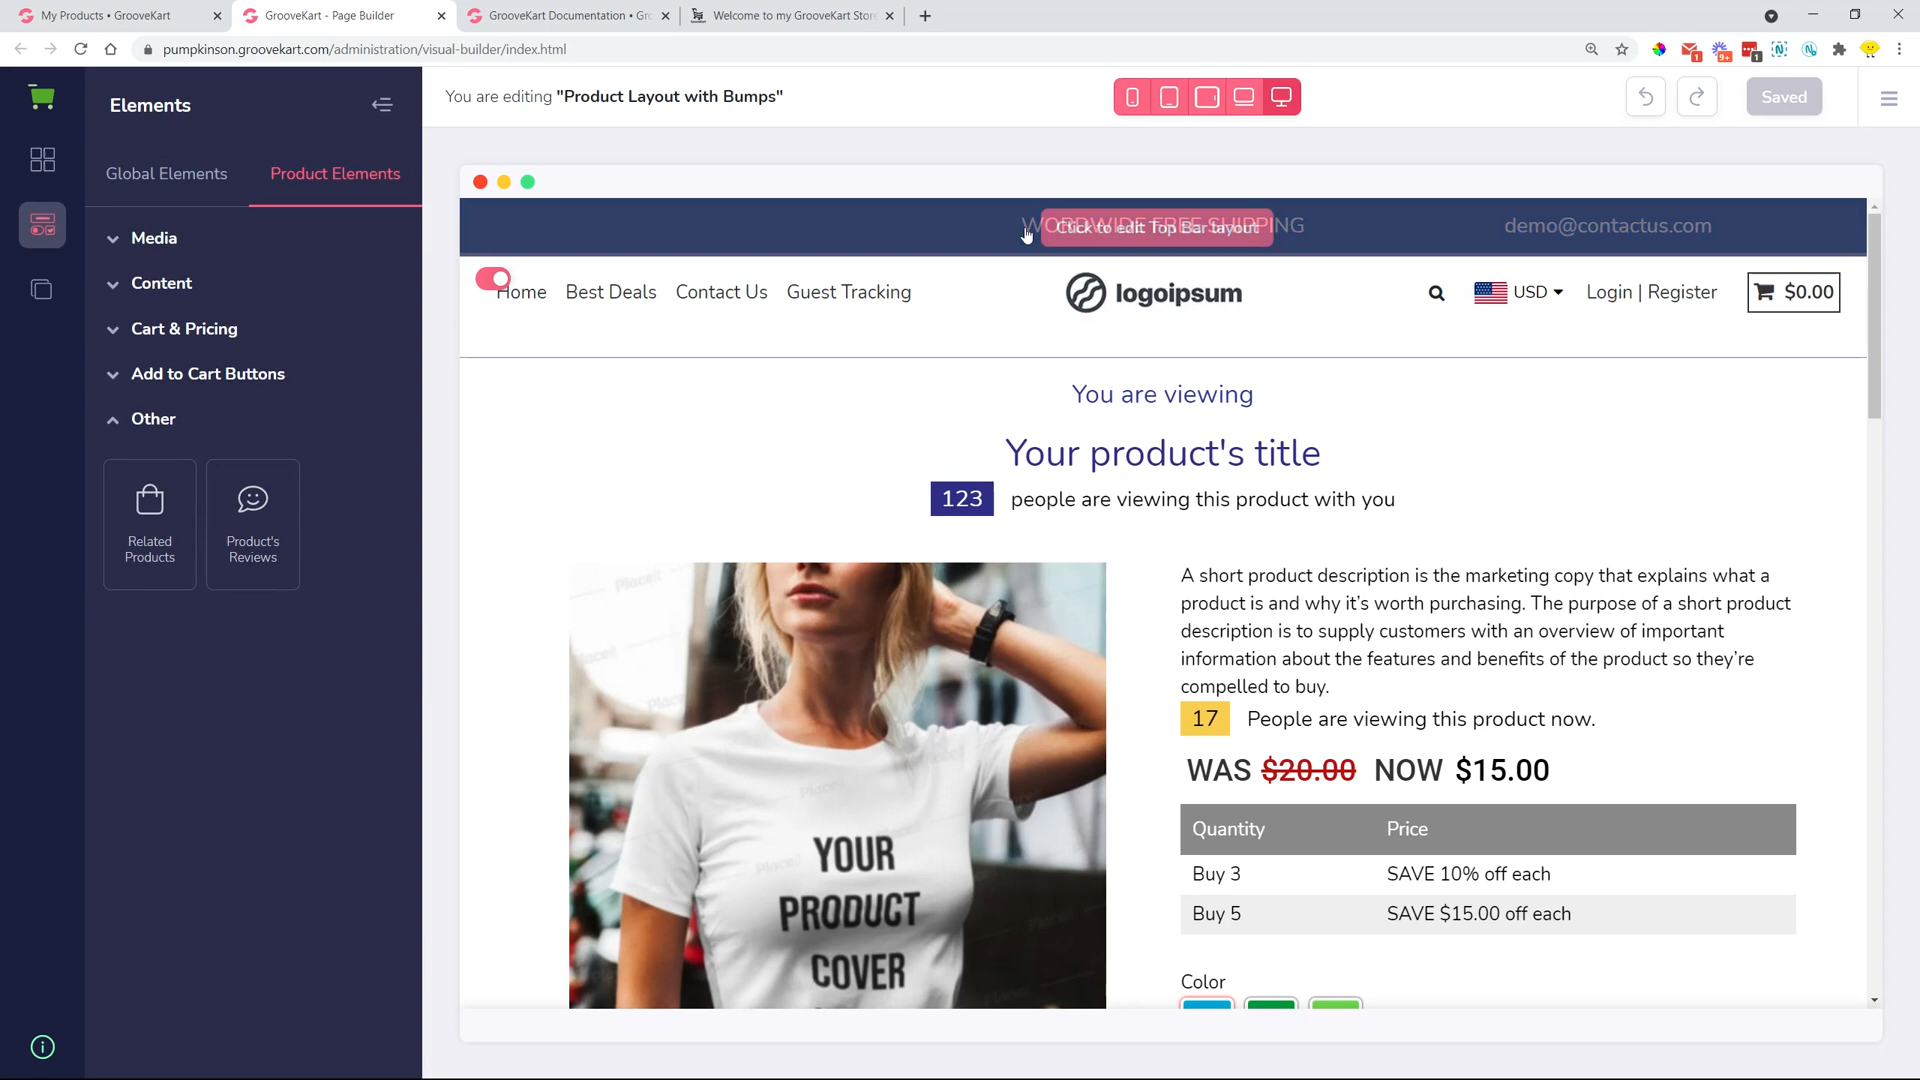 My Products • GrooveKart
GrooveKart - Page Builder
GrooveKart Documentation • Gr
Welcome to my GrooveKart Store
pumpkinson.groovekart.com/administration/visual-builder/index.html
1
9+
1
Elements
You are editing "Product Layout with Bumps"
Saved
Global Elements
Product Elements
Media
Content
Cart & Pricing
Add to Cart Buttons
Other
Related
Products
Product's
Reviews
WORDWIDE FREE SHIPPING
Click to edit Top Bar layout
demo@contactus.com
Home
Best Deals
Contact Us
Guest Tracking
logoipsum
USD
Login | Register
$0.00
You are viewing
Your product's title
123 people are viewing this product with you
A short product description is the marketing copy that explains what a
product is and why it's worth purchasing. The purpose of a short product
description is to supply customers with an overview of important
information about the features and benefits of the product so they're
compelled to buy.
17 People are viewing this product now.
WAS $20.00 NOW $15.00
Quantity Price
Buy 3 SAVE 10% off each
Buy 5 SAVE $15.00 off each
Color
Placeit
YOUR
PRODUCT
COVER